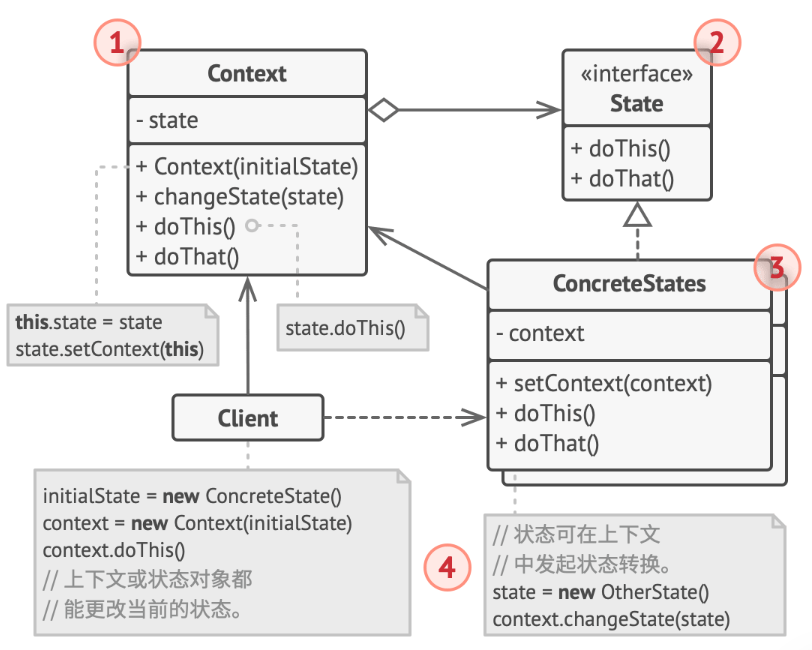 1
Context
- state
+ Context(initialState)
+ changeState(state)
+ doThis()
+ doThat()
2
«interface»
State
+ doThis()
+ doThat()
this.state = state
state.setContext(this)
state.doThis()
3
ConcreteStates
- context
+ setContext(context)
+ doThis()
+ doThat()
Client
initialState = new ConcreteState()
context = new Context(initialState)
context.doThis()
// 上下文或状态对象都
// 能更改当前的状态。
4
// 状态可在上下文
// 中发起状态转换。
state = new OtherState()
context.changeState(state)